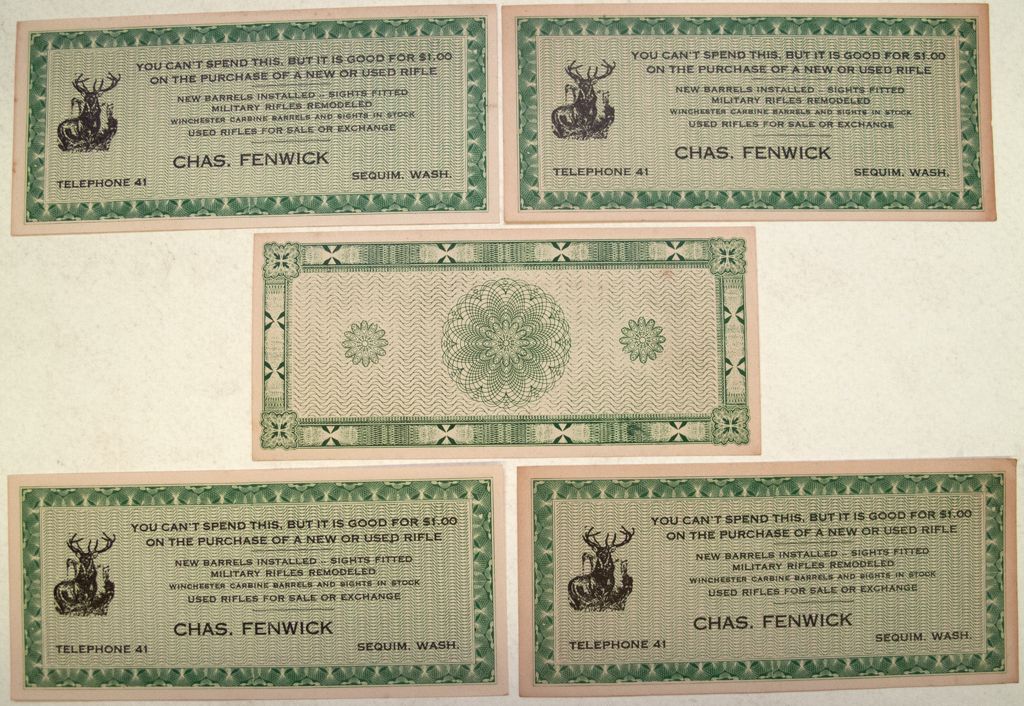 YOU CAN'T SPEND THIS, BUT IT IS GOOD FOR $1.00
ON THE PURCHASE OF A NEW OR USED RIFLE
NEW BARRELS INSTALLED - SIGHTS FITTED
MILITARY RIFLES REMODELED
WINCHESTER CARBINE BARRELS AND SIGHTS IN STOCK
USED RIFLES FOR SALE OR EXCHANGE
CHAS. FENWICK
TELEPHONE 41
SEQUIM, WASH.
YOU CAN'T SPEND THIS, BUT IT IS GOOD FOR $1.00
ON THE PURCHASE OF A NEW OR USED RIFLE
NEW BARRELS INSTALLED - SIGHTS FITTED
MILITARY RIFLES REMODELED
WINCHESTER CARBINE BARRELS AND SIGHTS IN STOCK
USED RIFLES FOR SALE OR EXCHANGE
CHAS. FENWICK
TELEPHONE 41
SEQUIM, WASH.
YOU CAN'T SPEND THIS, BUT IT IS GOOD FOR $1.00
ON THE PURCHASE OF A NEW OR USED RIFLE
NEW BARRELS INSTALLED - SIGHTS FITTED
MILITARY RIFLES REMODELED
WINCHESTER CARBINE BARRELS AND SIGHTS IN STOCK
USED RIFLES FOR SALE OR EXCHANGE
CHAS. FENWICK
TELEPHONE 41
SEQUIM, WASH.
YOU CAN'T SPEND THIS, BUT IT IS GOOD FOR $1.00
ON THE PURCHASE OF A NEW OR USED RIFLE
NEW BARRELS INSTALLED - SIGHTS FITTED
MILITARY RIFLES REMODELED
WINCHESTER CARBINE BARRELS AND SIGHTS IN STOCK
USED RIFLES FOR SALE OR EXCHANGE
CHAS. FENWICK
TELEPHONE 41
SEQUIM, WASH.